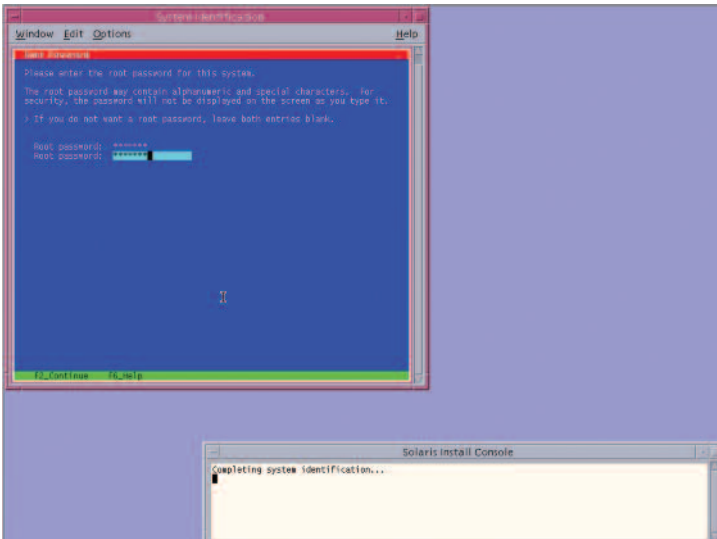 System Identification
Window Edit Options Help
Root Password
Please enter the root password for this system.
The root password may contain alphanumeric and special characters.  For
security, the password will not be displayed on the screen as you type it.
> If you do not want a root password, leave both entries blank.
Root password: *******
Root password: *******
F2_Continue F6_Help
Solaris Install Console
Completing system identification...